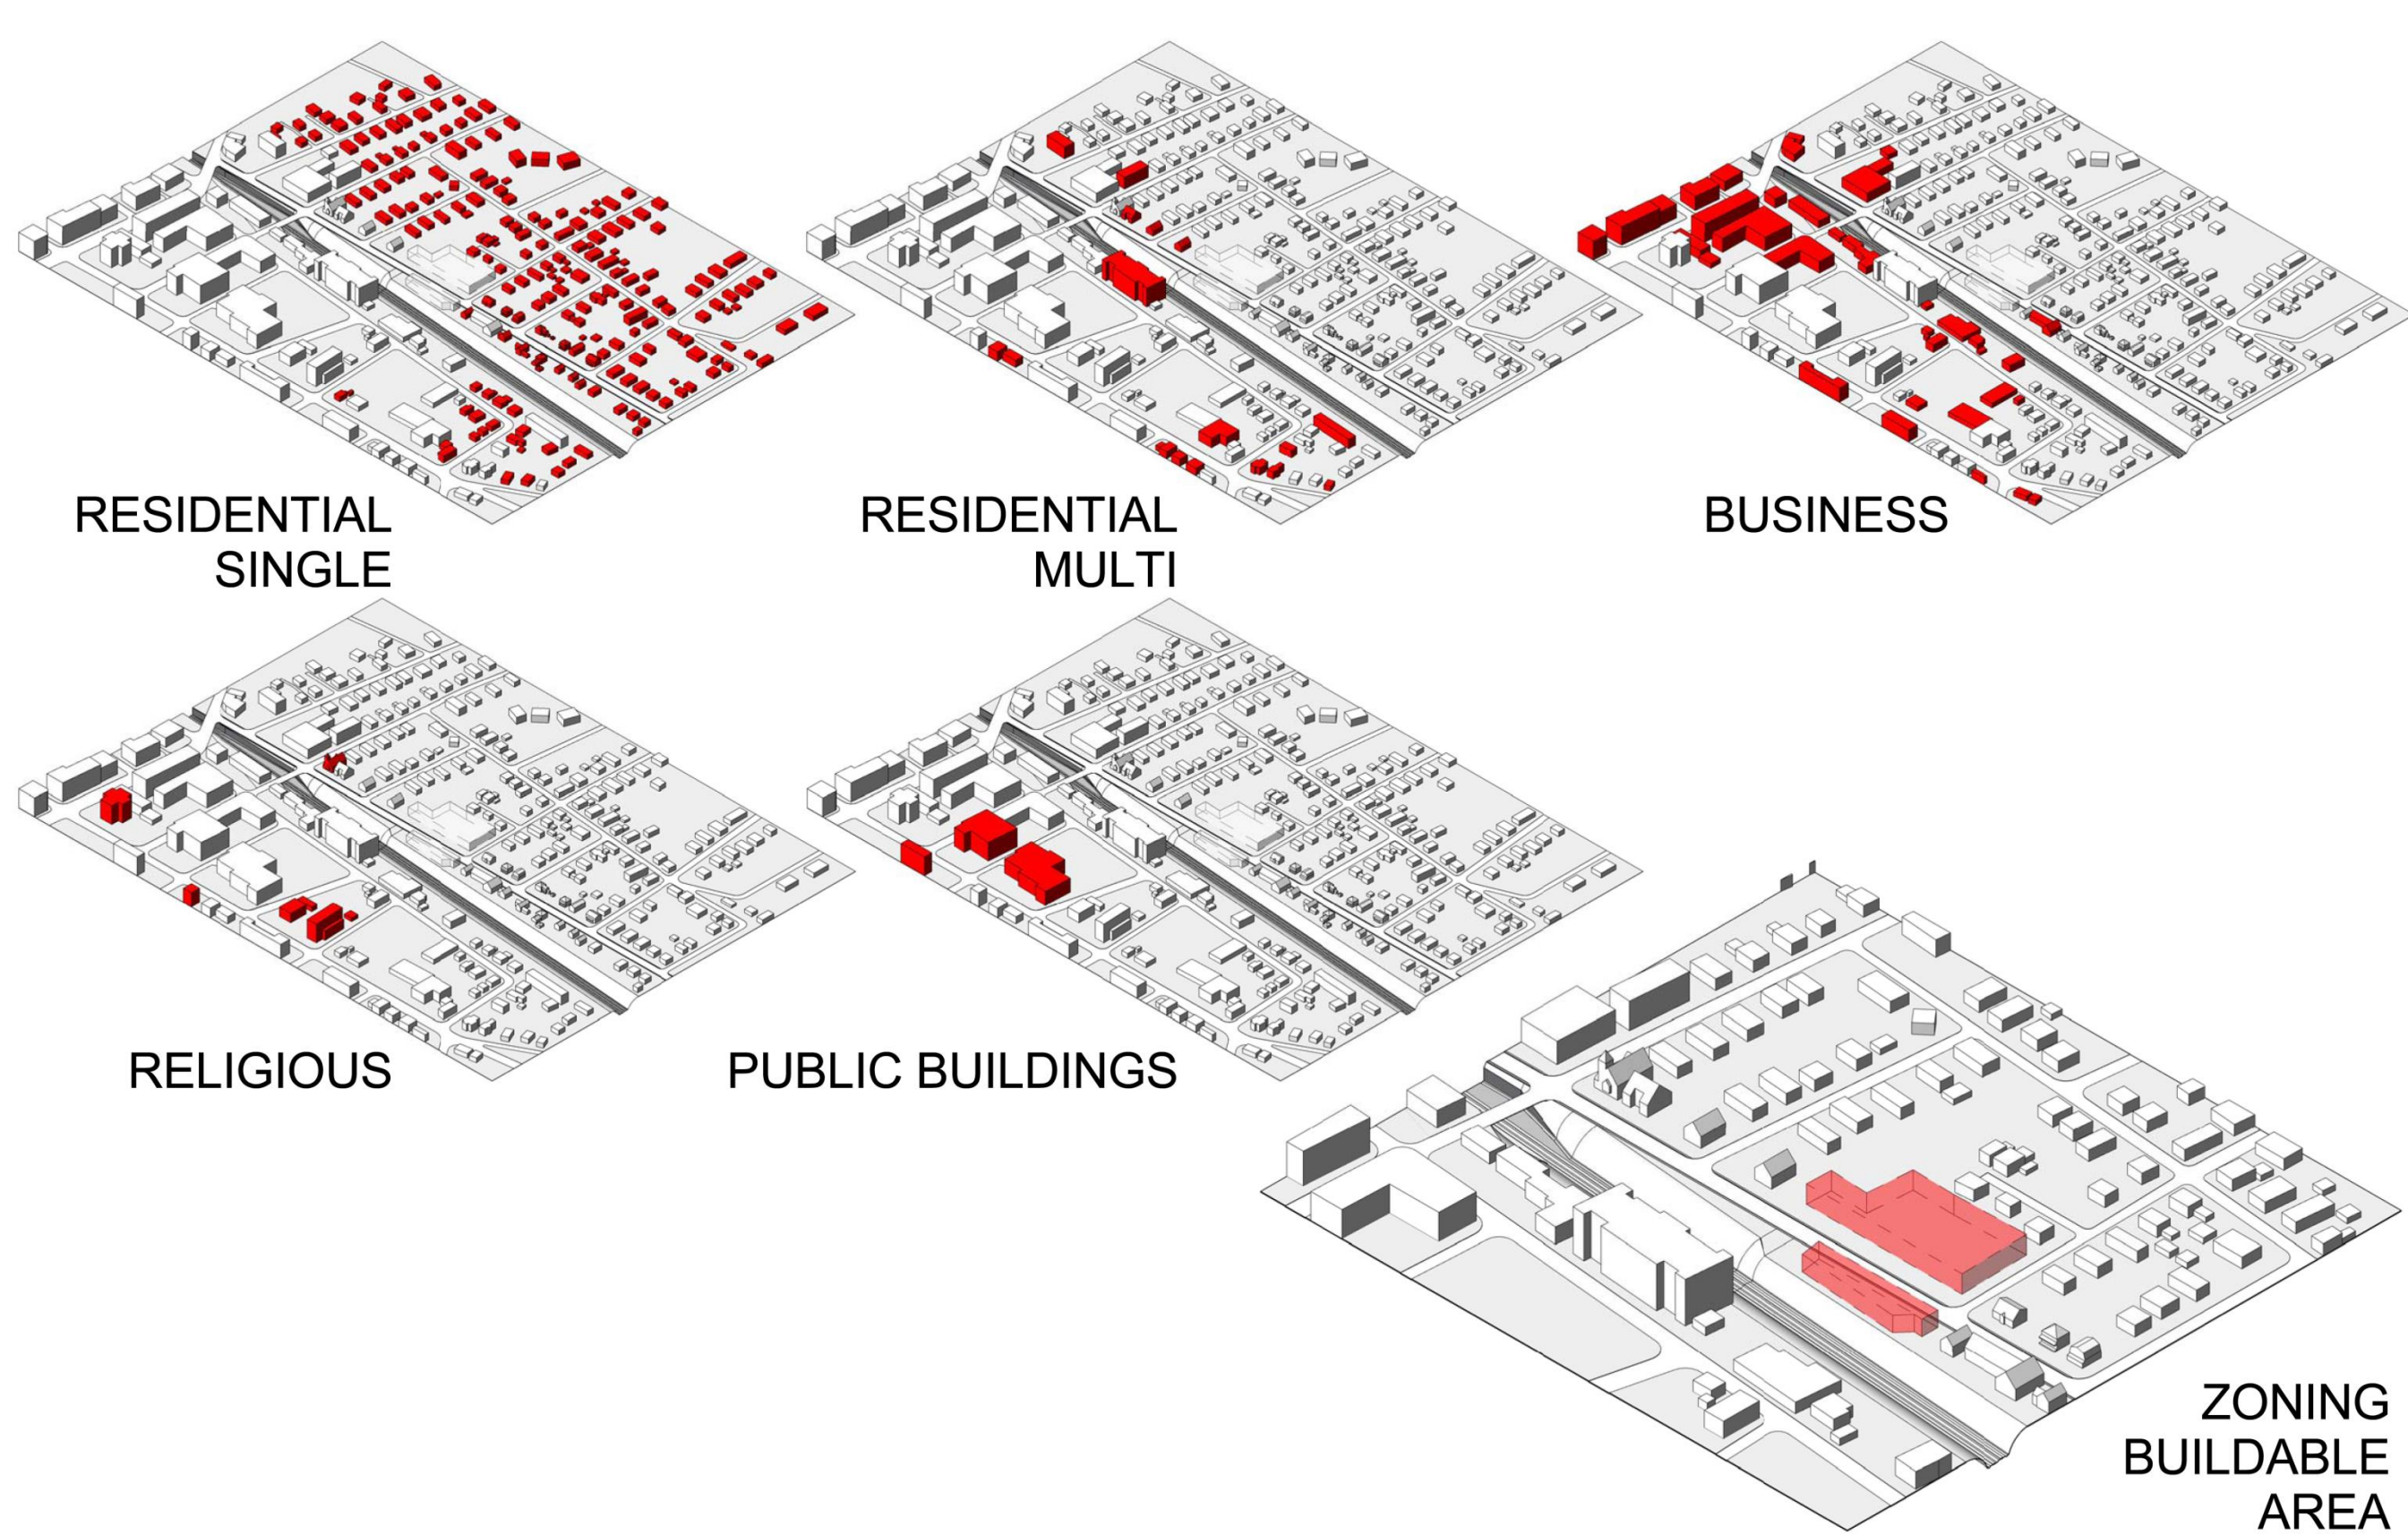 RESIDENTIAL
SINGLE
RESIDENTIAL
MULTI
BUSINESS
RELIGIOUS
PUBLIC BUILDINGS
ZONING
BUILDABLE
AREA